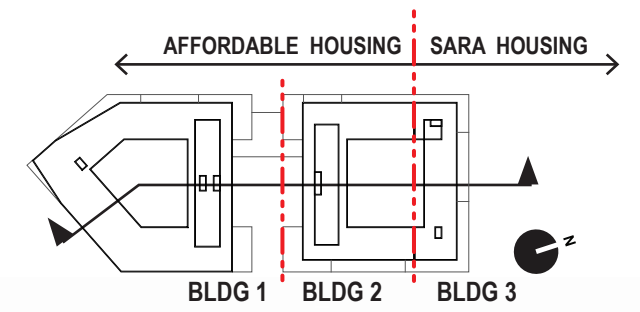 AFFORDABLE HOUSING SARA HOUSING
N
BLDG 1 BLDG 2 BLDG 3